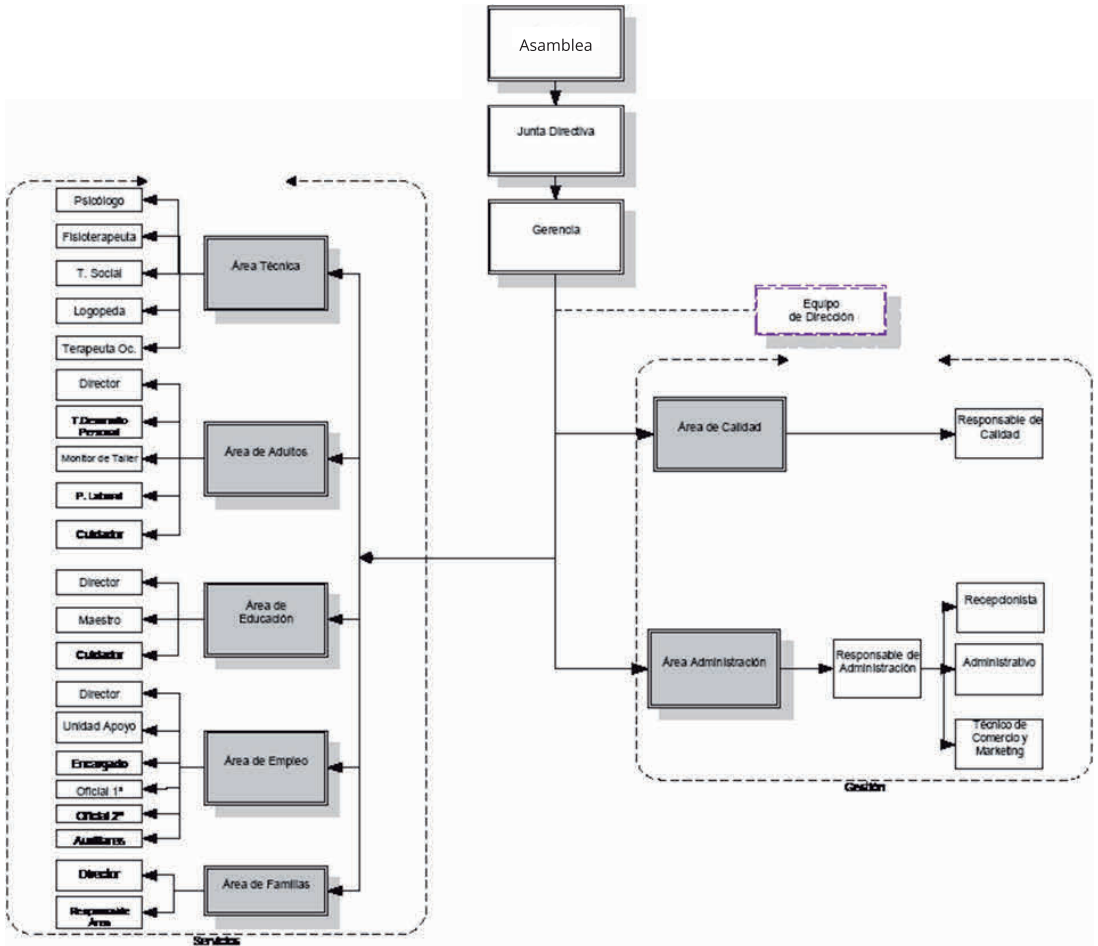 Asamblea
Junta Directiva
Gerencia
Equipo
de Dirección
Psicólogo
Fisioterapeuta
T. Social
Logopeda
Terapeuta Oc.
Área Técnica
Director
T.Desarrollo
Personal
Monitor de Taller
P. Laboral
Cuidador
Área de Adultos
Director
Maestro
Cuidador
Área de
Educación
Director
Unidad Apoyo
Encargado
Oficial 1ª
Oficial 2ª
Auxiliares
Área de Empleo
Director
Responsable
Área
Área de Familias
Servicios
Área de Calidad
Responsable de
Calidad
Área Administración
Responsable de
Administración
Recepcionista
Administrativo
Técnico de
Comercio y
Marketing
Gestión